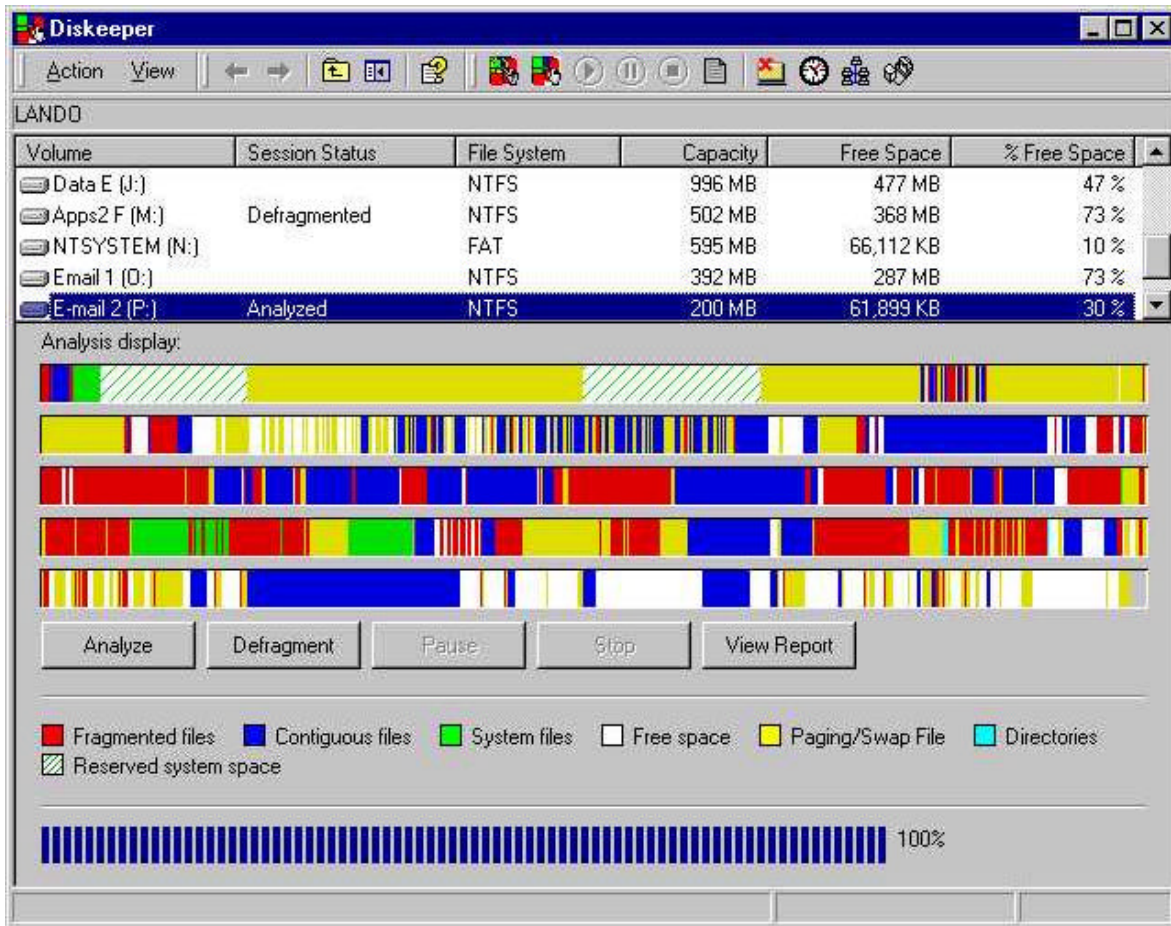 Diskeeper
Action View
LANDO
Volume Session Status File System Capacity Free Space % Free Space
Data E (J:) NTFS 996 MB 477 MB 47 %
Apps2 F (M:) Defragmented NTFS 502 MB 368 MB 73 %
NTSYSTEM (N:) FAT 595 MB 66,112 KB 10 %
Email 1 (O:) NTFS 392 MB 287 MB 73 %
E-mail 2 (P:) Analyzed NTFS 200 MB 61,899 KB 30 %
Analysis display:
Analyze Defragment Pause Stop View Report
Fragmented files Contiguous files System files Free space Paging/Swap File Directories
Reserved system space
100%